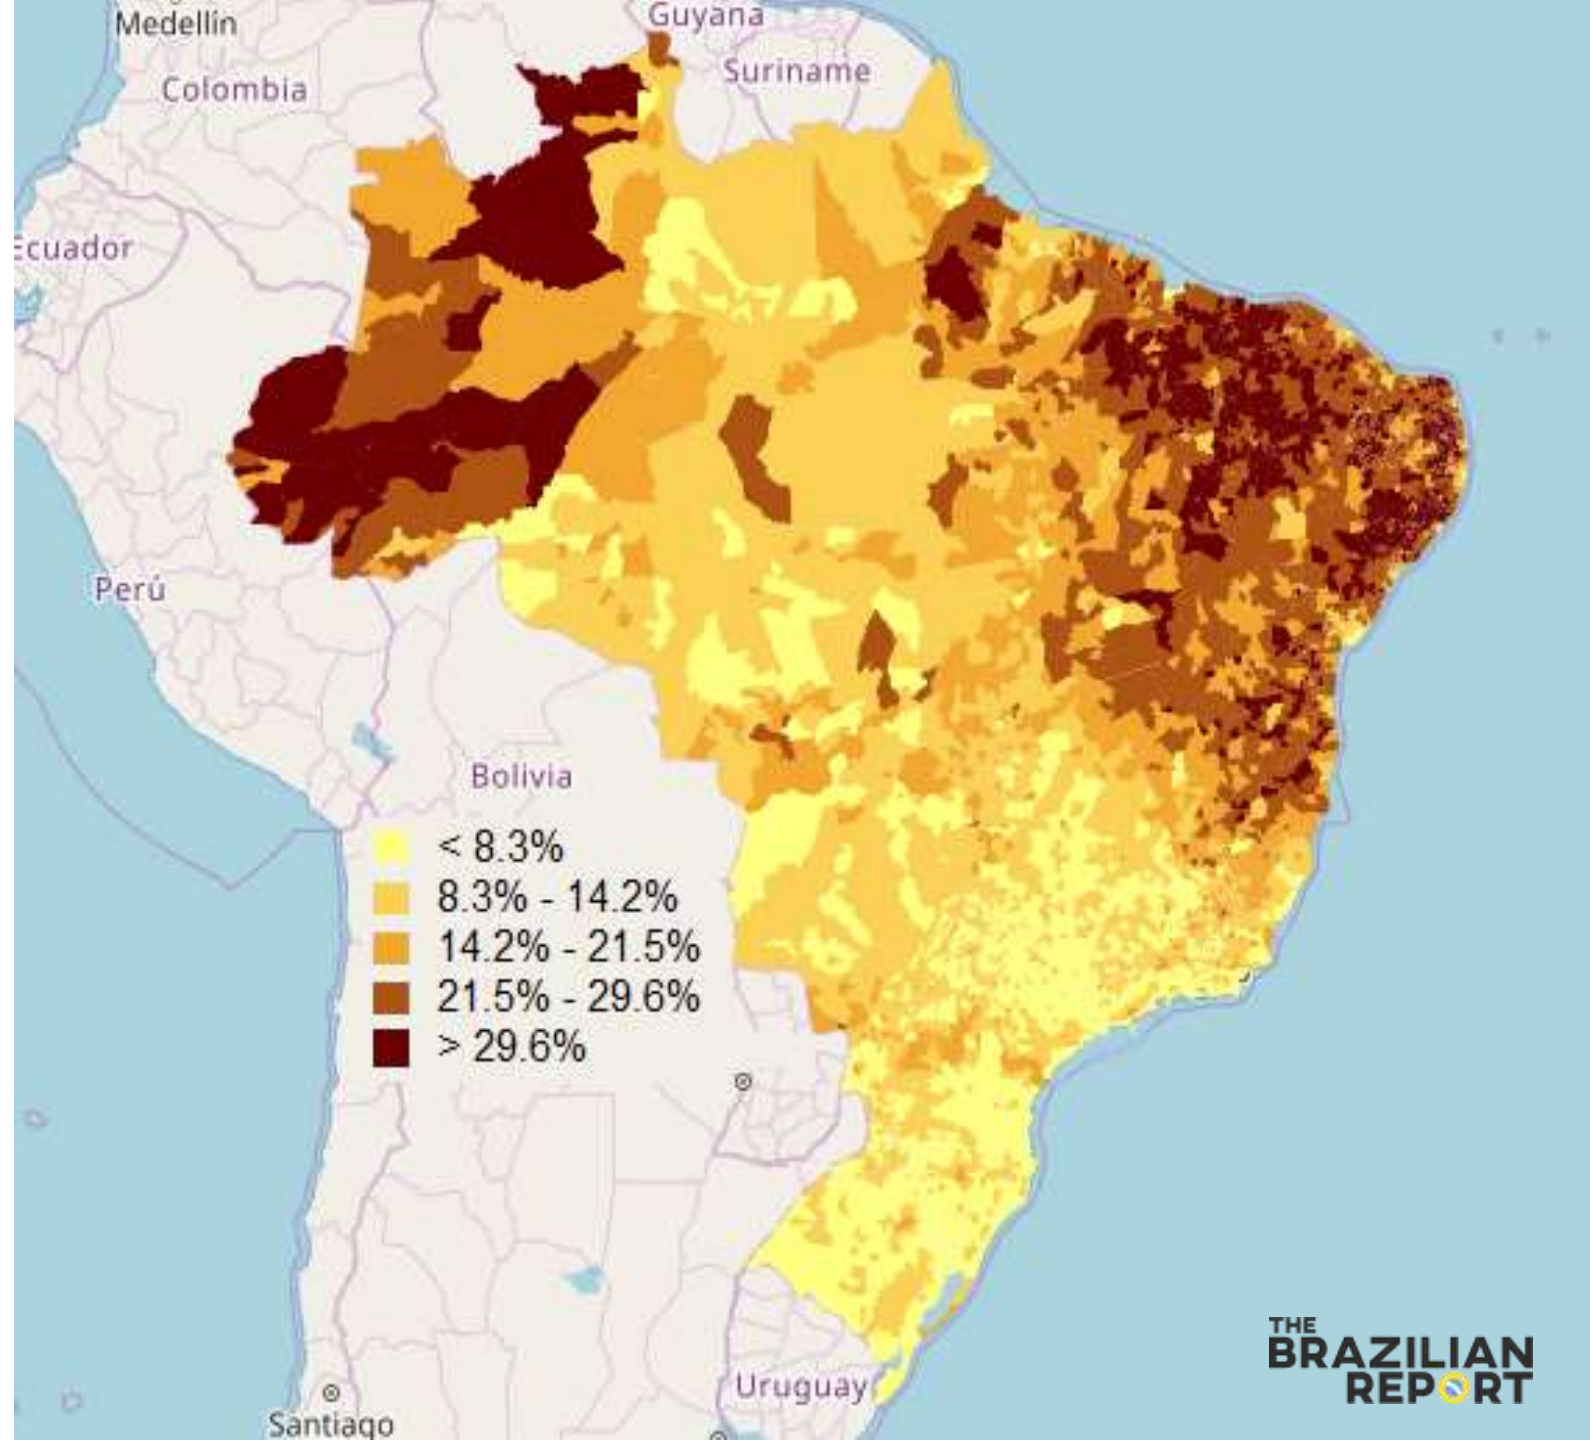 Medellín
Guyana
Suriname
Colombia
Ecuador
Perú
Bolivia
< 8.3%
8.3% - 14.2%
14.2% - 21.5%
21.5% - 29.6%
> 29.6%
THE
BRAZILIAN
REPORT
Uruguay
Santiago